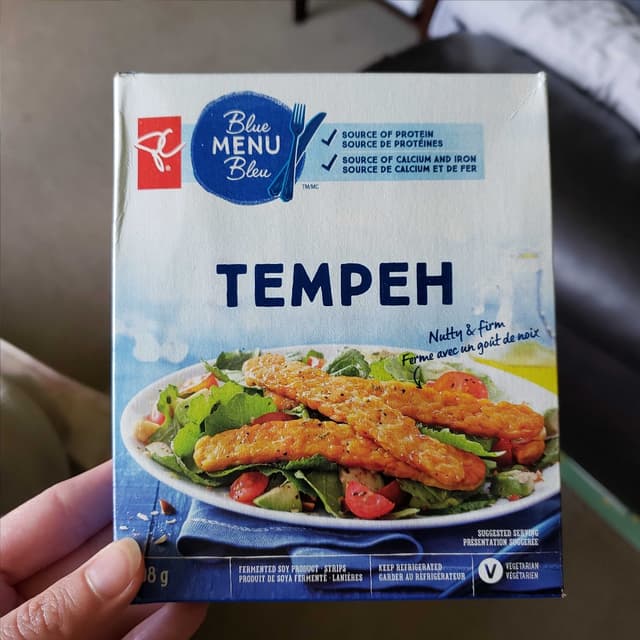 PC®
Blue
MENU
Bleu
TM/MC
SOURCE OF PROTEIN
SOURCE DE PROTÉINES
SOURCE OF CALCIUM AND IRON
SOURCE DE CALCIUM ET DE FER
TEMPEH
Nutty & firm
Ferme avec un goût de noix
SUGGESTED SERVING
PRÉSENTATION SUGGÉRÉE
8 g
FERMENTED SOY PRODUCT STRIPS
PRODUIT DE SOYA FERMENTÉ LANIÈRES
KEEP REFRIGERATED
GARDER AU RÉFRIGÉRATEUR
V
VEGETARIAN
VÉGÉTARIEN